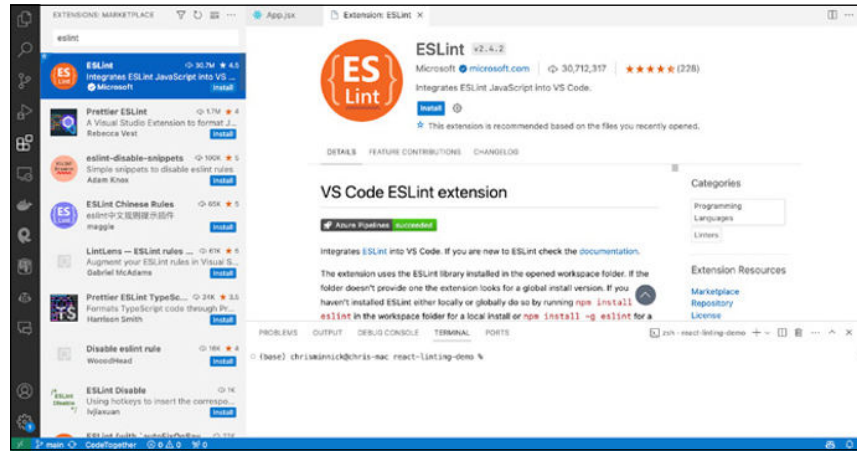 EXTENSIONS: MARKETPLACE
App.jsx
Extension: ESLint
eslint
ESLint 30.7M ★ 4.5
Integrates ESLint JavaScript into VS ...
Microsoft Install
Prettier ESLint 1.7M ★ 4
A Visual Studio Extension to format J...
Rebecca Vest Install
eslint-disable-snippets 100K ★ 5
Simple snippets to disable eslint rules
Adam Knox Install
ESLint Chinese Rules 65K ★ 5
eslint中文规则提示插件
maggie Install
LintLens — ESLint rules ... 61K ★ 5
Augment your ESLint rules in Visual S...
Gabriel McAdams Install
Prettier ESLint TypeSc... 24K ★ 3.5
Formats TypeScript code through Pr...
Harrison Smith Install
Disable eslint rule 16K ★ 4
WooodHead Install
ESLint Disable 1K
Using hotkeys to insert the correspo...
lvjiaxuan Install
ES
Lint
ESLint v2.4.2
Microsoft microsoft.com 30,712,317 ★★★★★ (228)
Integrates ESLint JavaScript into VS Code.
Install
This extension is recommended based on the files you recently opened.
DETAILS FEATURE CONTRIBUTIONS CHANGELOG
VS Code ESLint extension
Azure Pipelines succeeded
Integrates ESLint into VS Code. If you are new to ESLint check the documentation.
The extension uses the ESLint library installed in the opened workspace folder. If the
folder doesn't provide one the extension looks for a global install version. If you
haven't installed ESLint either locally or globally do so by running npm install
eslint in the workspace folder for a local install or npm install -g eslint for a
Categories
Programming
Languages
Linters
Extension Resources
Marketplace
Repository
License
PROBLEMS OUTPUT DEBUG CONSOLE TERMINAL PORTS
zsh - react-linting-demo
(base) chrisminnick@chris-mac react-linting-demo %
main CodeTogether 0 0 0